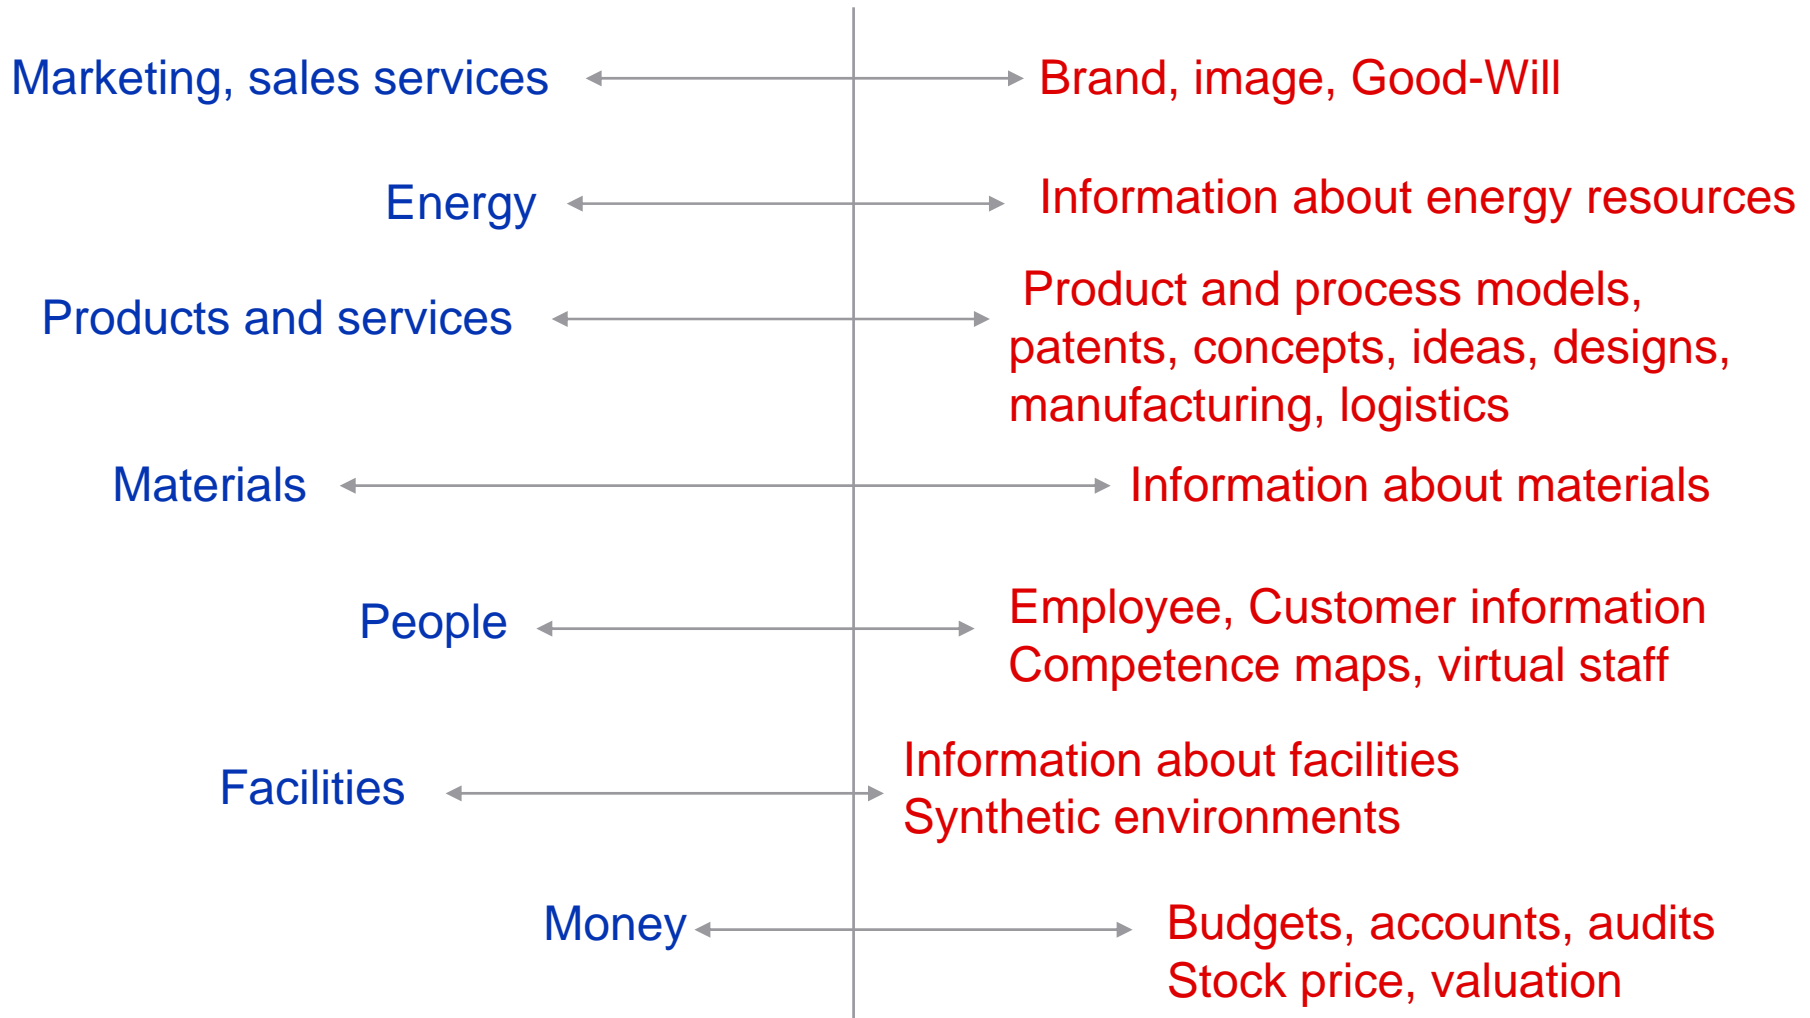 Marketing, sales services
Brand, image, Good-Will
Energy
Information about energy resources
Products and services
Product and process models,
patents, concepts, ideas, designs,
manufacturing, logistics
Materials
Information about materials
People
Employee, Customer information
Competence maps, virtual staff
Facilities
Information about facilities
Synthetic environments
Money
Budgets, accounts, audits
Stock price, valuation